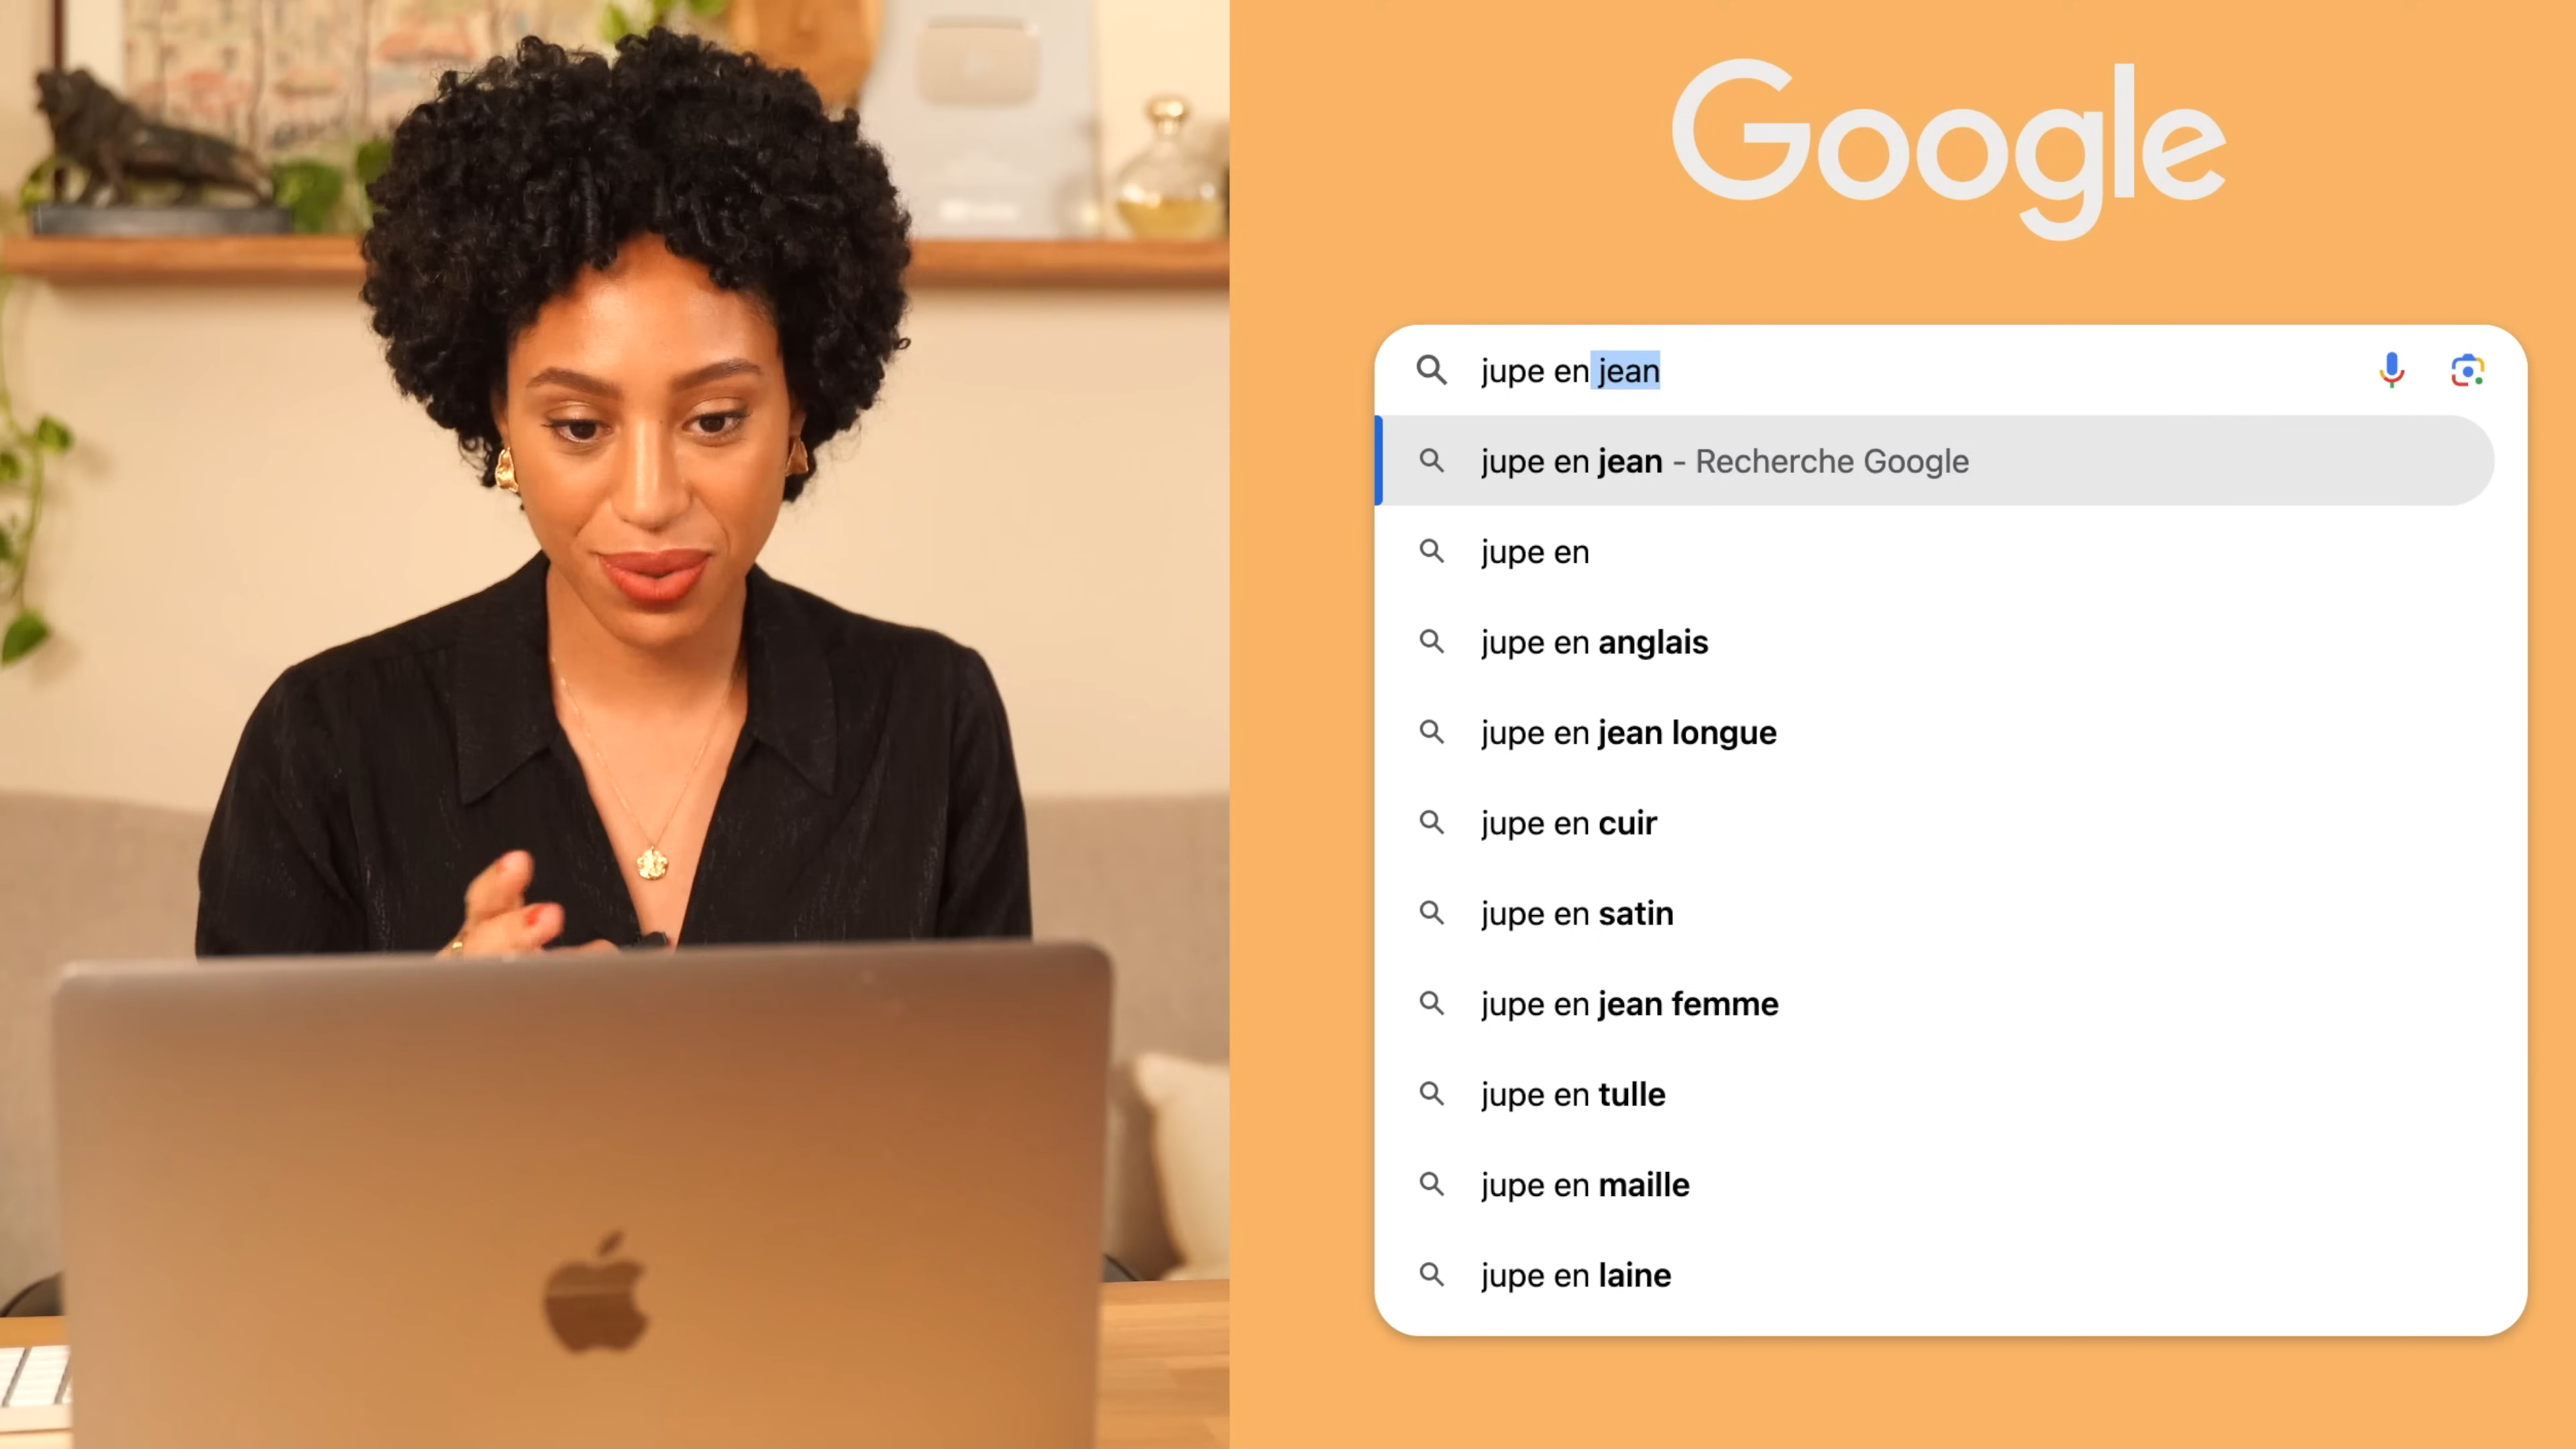 Google
jupe en jean
jupe en jean - Recherche Google
jupe en
jupe en anglais
jupe en jean longue
jupe en cuir
jupe en satin
jupe en jean femme
jupe en tulle
jupe en maille
jupe en laine